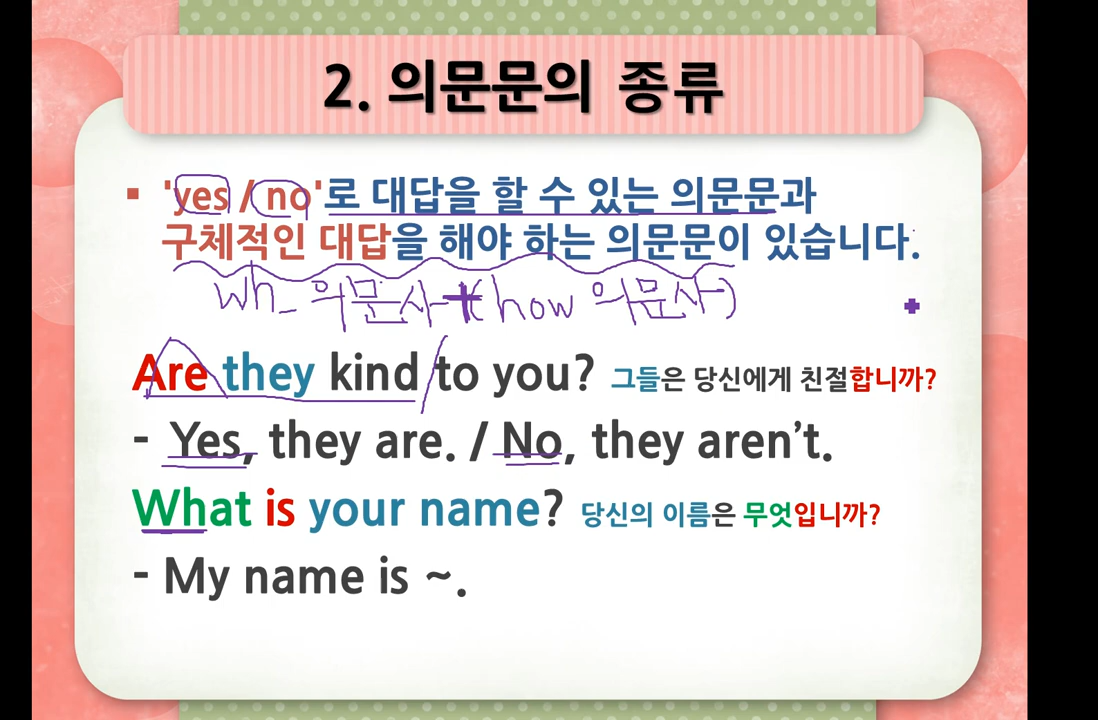 2. 의문문의 종류
▪ 'yes / no'로 대답을 할 수 있는 의문문과
구체적인 대답을 해야 하는 의문문이 있습니다.
wh_ 의문사+(how 의문사)
Are they kind / to you? 그들은 당신에게 친절합니까?
- Yes, they are. / No, they aren't.
What is your name? 당신의 이름은 무엇입니까?
- My name is ~.